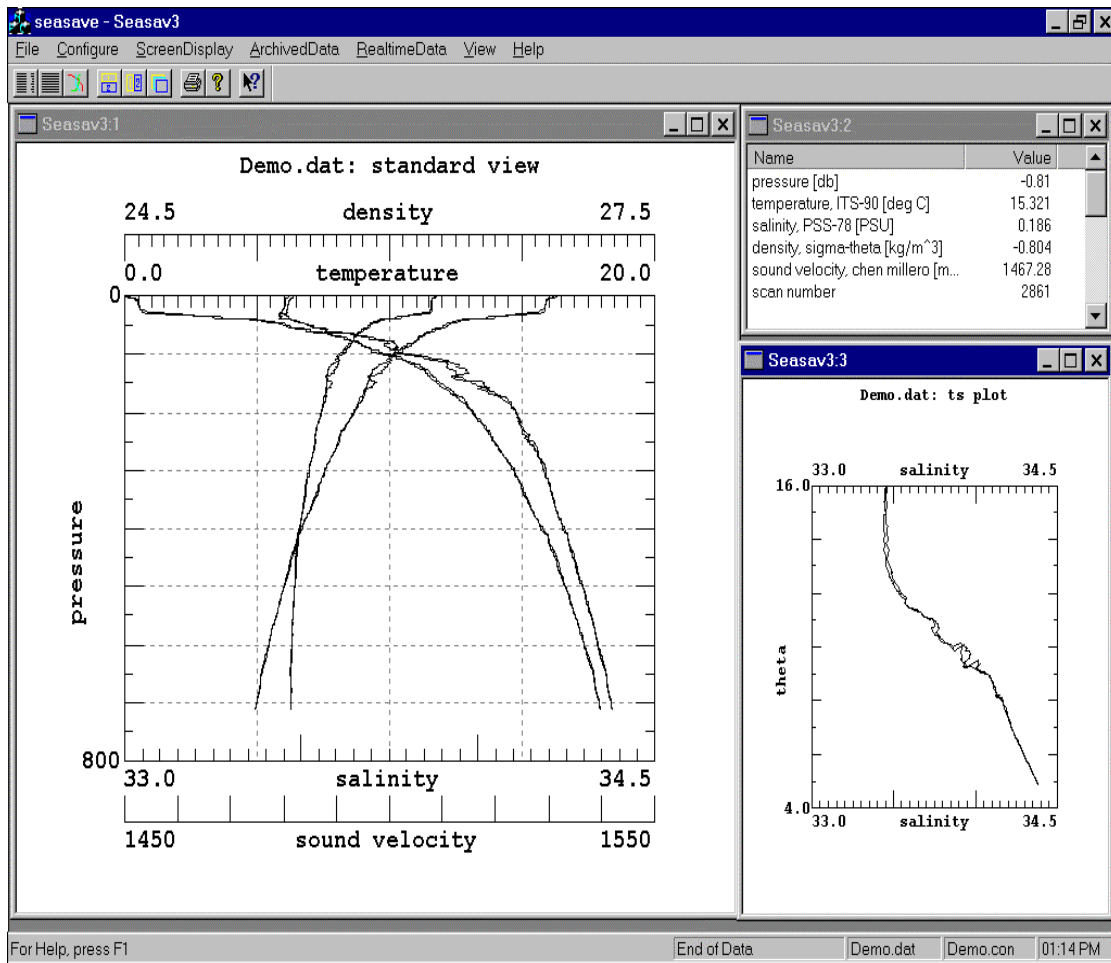 seasave - Seasav3
File Configure ScreenDisplay ArchivedData RealtimeData View Help
Seasav3:1
Demo.dat: standard view
24.5 density 27.5
0.0 temperature 20.0
0
pressure
800
33.0 salinity 34.5
1450 sound velocity 1550
Seasav3:2
Name Value
pressure [db] -0.81
temperature, ITS-90 [deg C] 15.321
salinity, PSS-78 [PSU] 0.186
density, sigma-theta [kg/m^3] -0.804
sound velocity, chen millero [m... 1467.28
scan number 2861
Seasav3:3
Demo.dat: ts plot
33.0 salinity 34.5
16.0
theta
4.0
33.0 salinity 34.5
For Help, press F1 End of Data Demo.dat Demo.con 01:14 PM